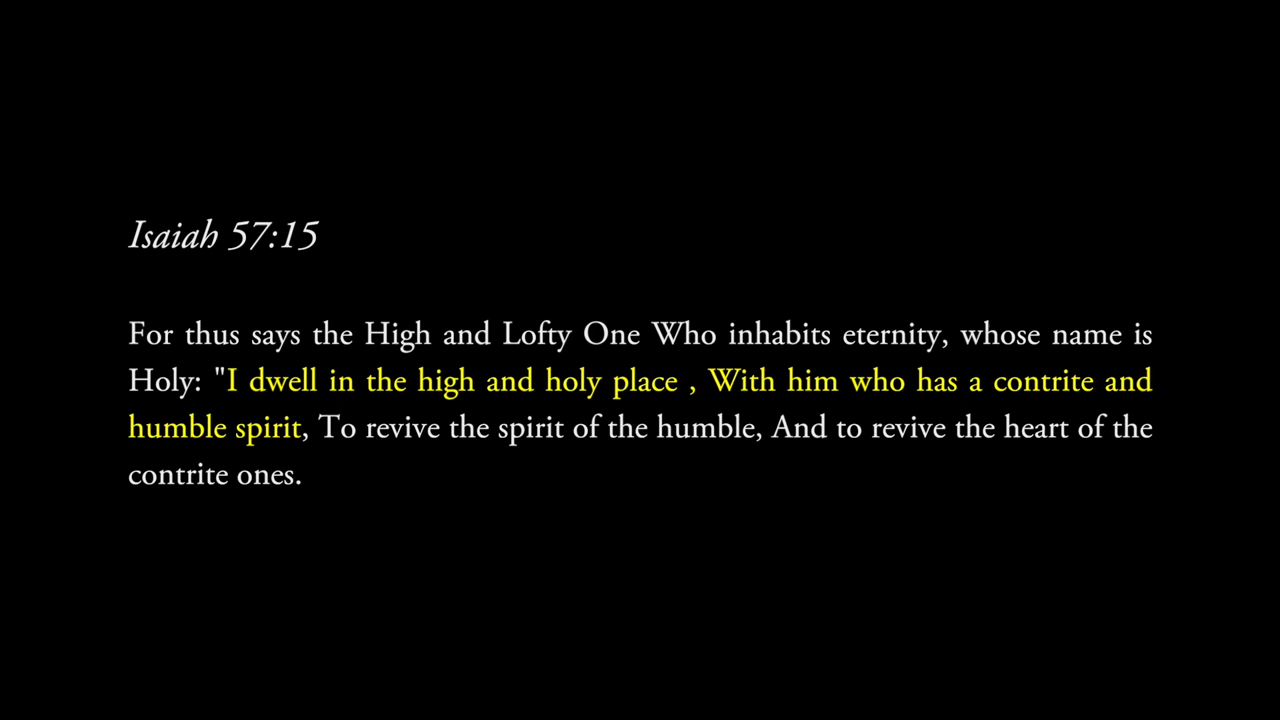 Isaiah 57:15
For thus says the High and Lofty One Who inhabits eternity, whose name is
Holy: "I dwell in the high and holy place , With him who has a contrite and
humble spirit, To revive the spirit of the humble, And to revive the heart of the
contrite ones.